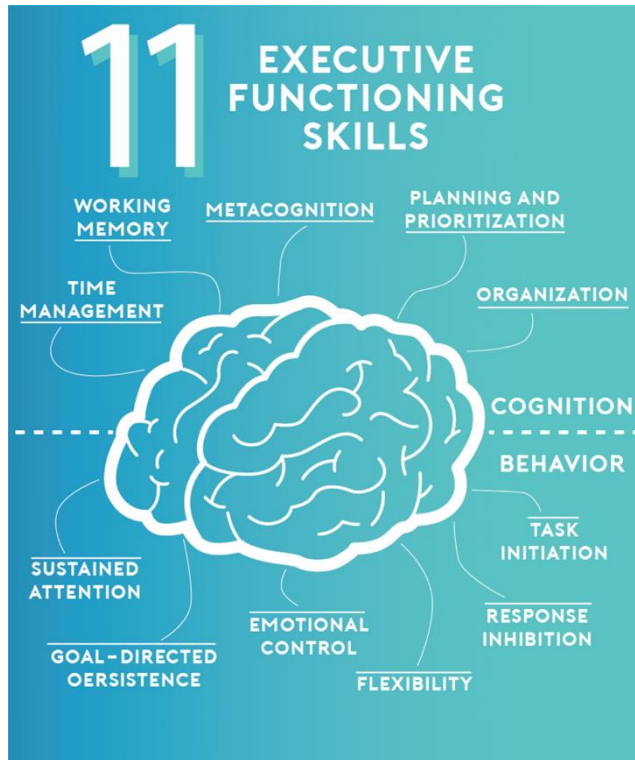 11
EXECUTIVE
FUNCTIONING
SKILLS
WORKING
MEMORY
METACOGNITION
PLANNING AND
PRIORITIZATION
TIME
MANAGEMENT
ORGANIZATION
COGNITION
BEHAVIOR
TASK
INITIATION
SUSTAINED
ATTENTION
RESPONSE
INHIBITION
EMOTIONAL
CONTROL
GOAL-DIRECTED
OERSISTENCE
FLEXIBILITY